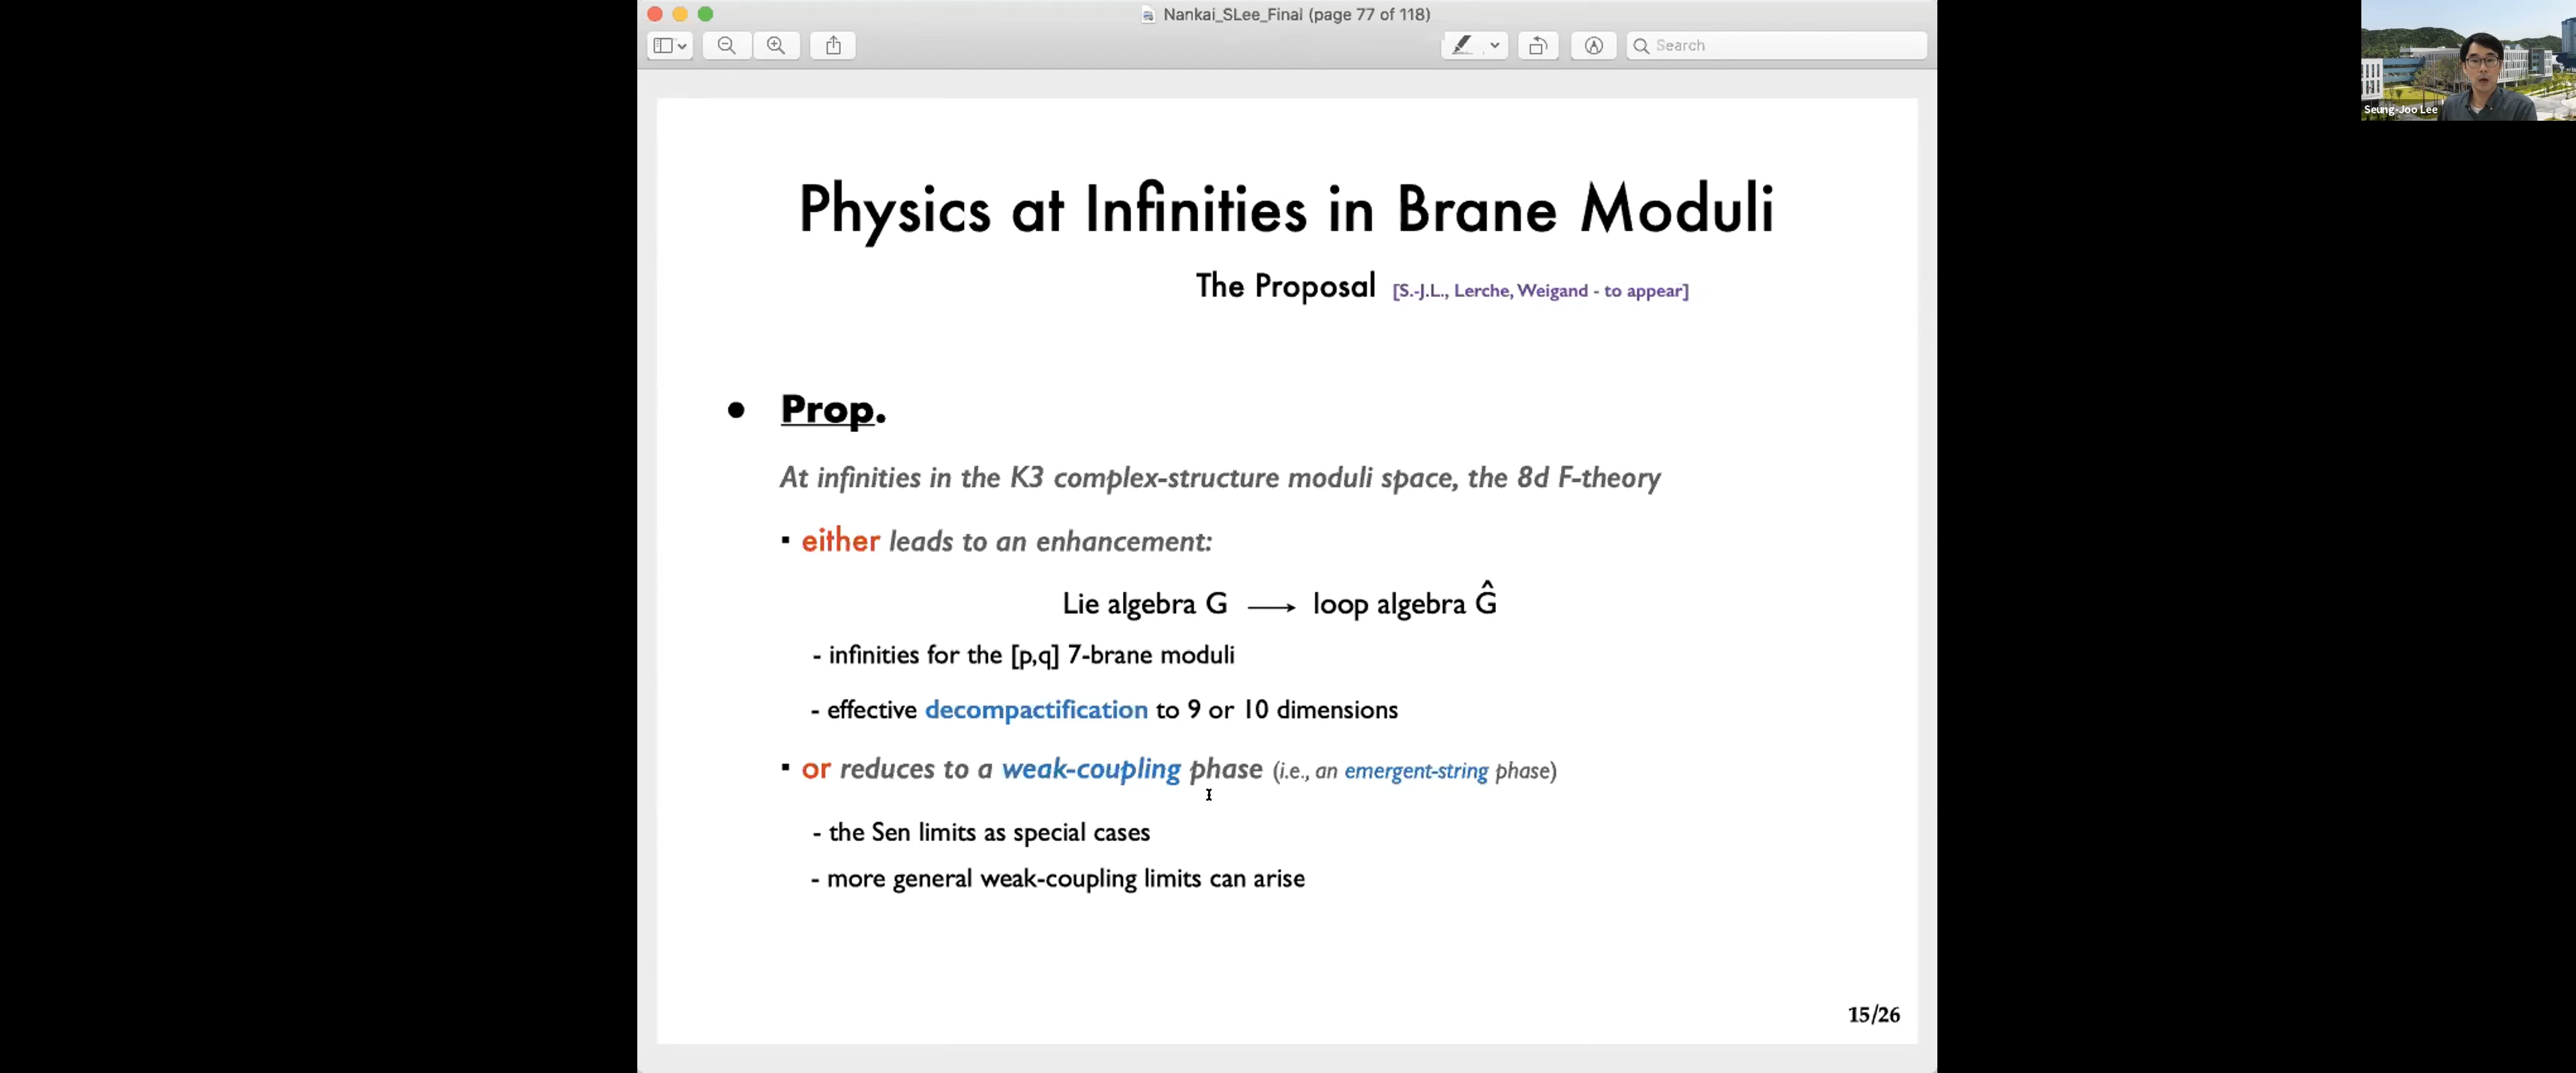 Nankai_SLee_Final (page 77 of 118)
Search
Seung-Joo Lee
Physics at Infinities in Brane Moduli
The Proposal [S.-J.L., Lerche, Weigand - to appear]
● Prop.
At infinities in the K3 complex-structure moduli space, the 8d F-theory
▪ either leads to an enhancement:
Lie algebra G ⟶ loop algebra Ĝ
- infinities for the [p,q] 7-brane moduli
- effective decompactification to 9 or 10 dimensions
▪ or reduces to a weak-coupling phase (i.e., an emergent-string phase)
- the Sen limits as special cases
- more general weak-coupling limits can arise
15/26